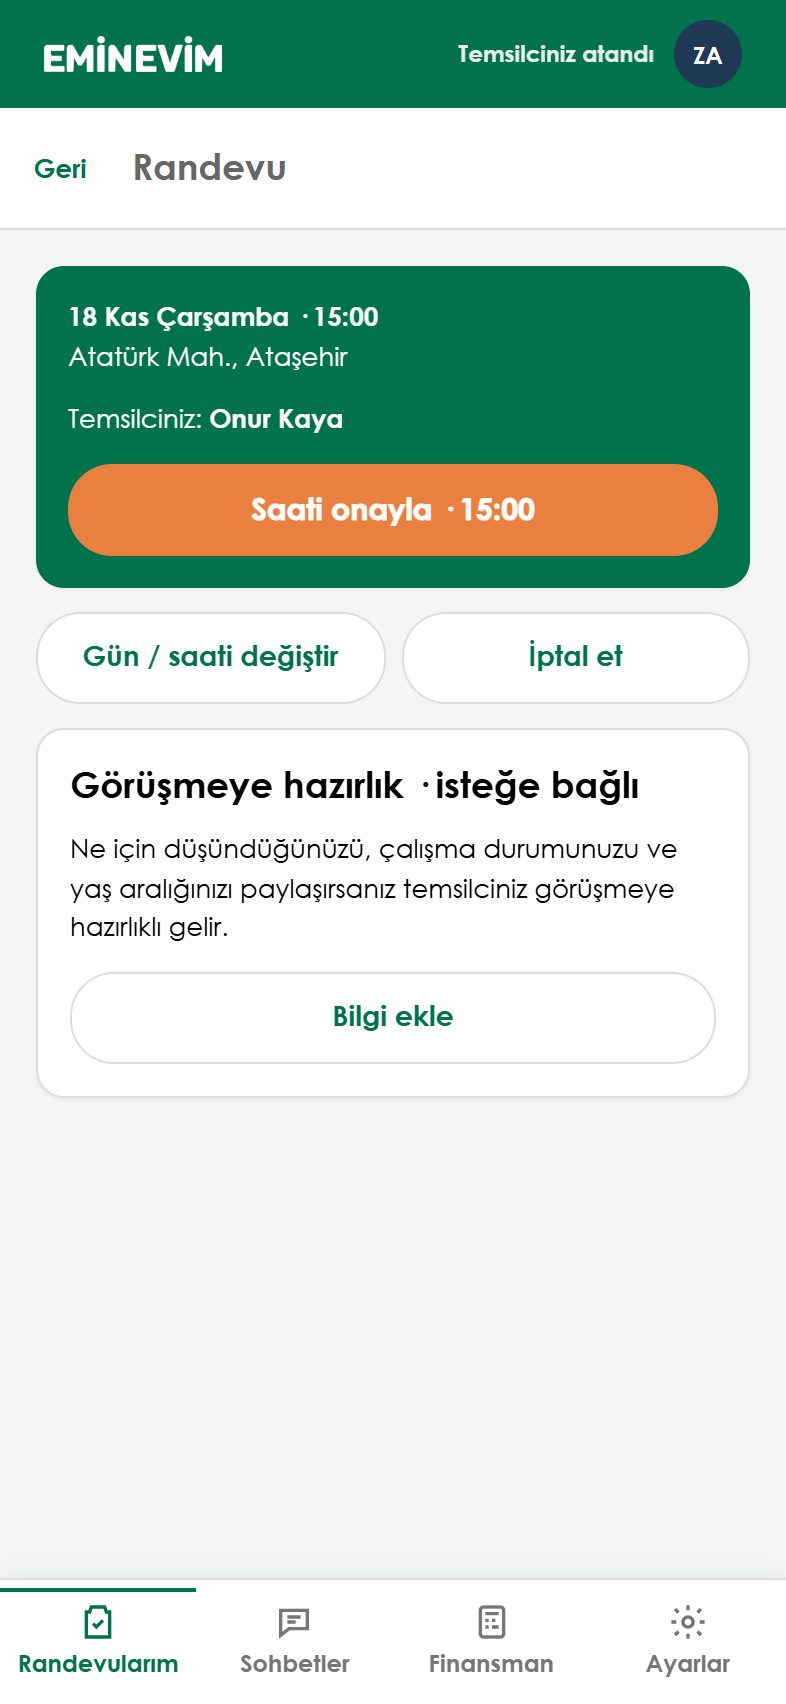 EMİNEVİM
Temsilciniz atandı
ZA
Geri
Randevu
18 Kas Çarşamba · 15:00
Atatürk Mah., Ataşehir
Temsilciniz: Onur Kaya
Saati onayla · 15:00
Gün / saati değiştir
İptal et
Görüşmeye hazırlık · isteğe bağlı
Ne için düşündüğünüzü, çalışma durumunuzu ve
yaş aralığınızı paylaşırsanız temsilciniz görüşmeye
hazırlıklı gelir.
Bilgi ekle
Randevularım
Sohbetler
Finansman
Ayarlar